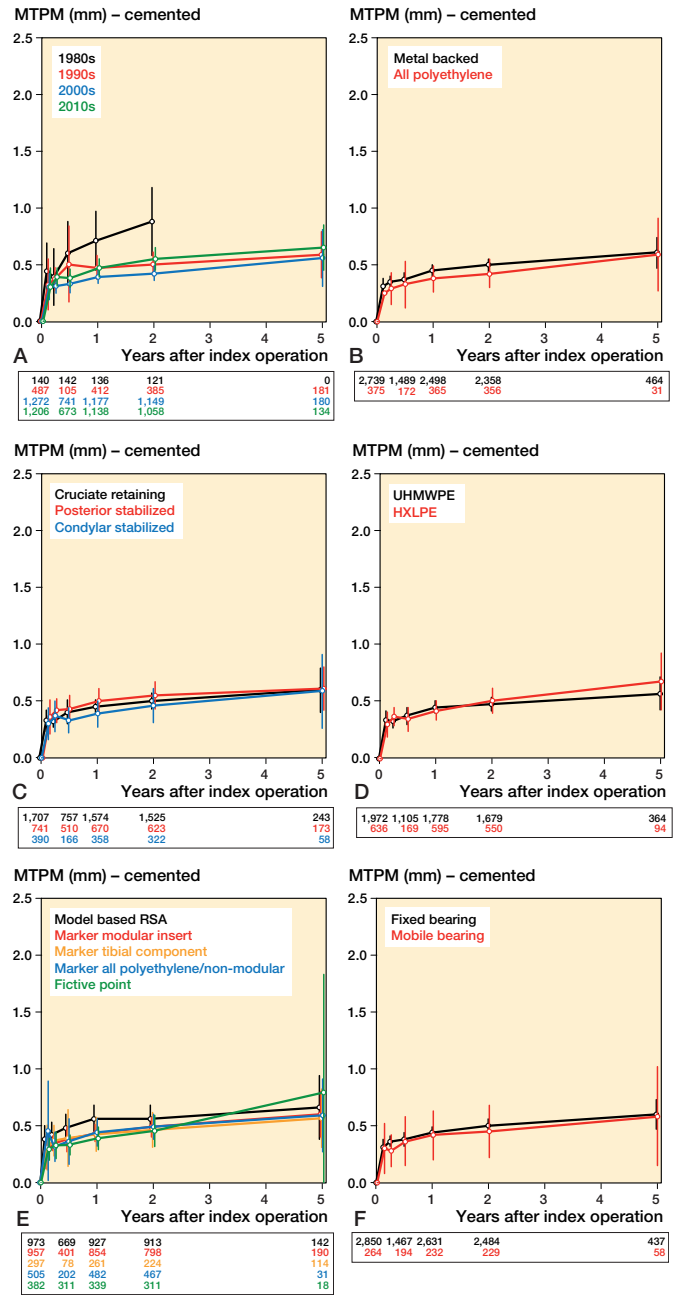 MTPM (mm) – cemented
2.5
2.0
1.5
1.0
0.5
0.0
1980s
1990s
2000s
2010s
0 1 2 3 4 5
A Years after index operation
140 142 136 121 0
487 105 412 385 181
1,272 741 1,177 1,149 180
1,206 673 1,138 1,058 134
MTPM (mm) – cemented
2.5
2.0
1.5
1.0
0.5
0.0
Metal backed
All polyethylene
0 1 2 3 4 5
B Years after index operation
2,739 1,489 2,498 2,358 464
375 172 365 356 31
MTPM (mm) – cemented
2.5
2.0
1.5
1.0
0.5
0.0
Cruciate retaining
Posterior stabilized
Condylar stabilized
0 1 2 3 4 5
C Years after index operation
1,707 757 1,574 1,525 243
741 510 670 623 173
390 166 358 322 58
MTPM (mm) – cemented
2.5
2.0
1.5
1.0
0.5
0.0
UHMWPE
HXLPE
0 1 2 3 4 5
D Years after index operation
1,972 1,105 1,778 1,679 364
636 169 595 550 94
MTPM (mm) – cemented
2.5
2.0
1.5
1.0
0.5
0.0
Model based RSA
Marker modular insert
Marker tibial component
Marker all polyethylene/non-modular
Fictive point
0 1 2 3 4 5
E Years after index operation
973 669 927 913 142
957 401 854 798 190
297 78 261 224 114
505 202 482 467 31
382 311 339 311 18
MTPM (mm) – cemented
2.5
2.0
1.5
1.0
0.5
0.0
Fixed bearing
Mobile bearing
0 1 2 3 4 5
F Years after index operation
2,850 1,467 2,631 2,484 437
264 194 232 229 58